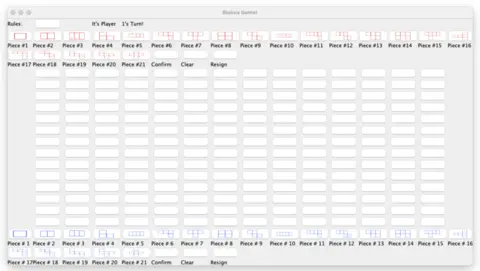 Blokus Games
Rules: It's Player 1's Turn!
Piece #1 Piece #2 Piece #3 Piece #4 Piece #5 Piece #6 Piece #7 Piece #8 Piece #9 Piece #10 Piece #11 Piece #12 Piece #13 Piece #14 Piece #15 Piece #16
Piece #17 Piece #18 Piece #19 Piece #20 Piece #21 Confirm Clear Resign
Piece # 1 Piece # 2 Piece # 3 Piece # 4 Piece # 5 Piece # 6 Piece # 7 Piece # 8 Piece # 9 Piece # 10 Piece # 11 Piece # 12 Piece # 13 Piece # 14 Piece # 15 Piece # 16
Piece # 17 Piece # 18 Piece # 19 Piece # 20 Piece # 21 Confirm Clear Resign